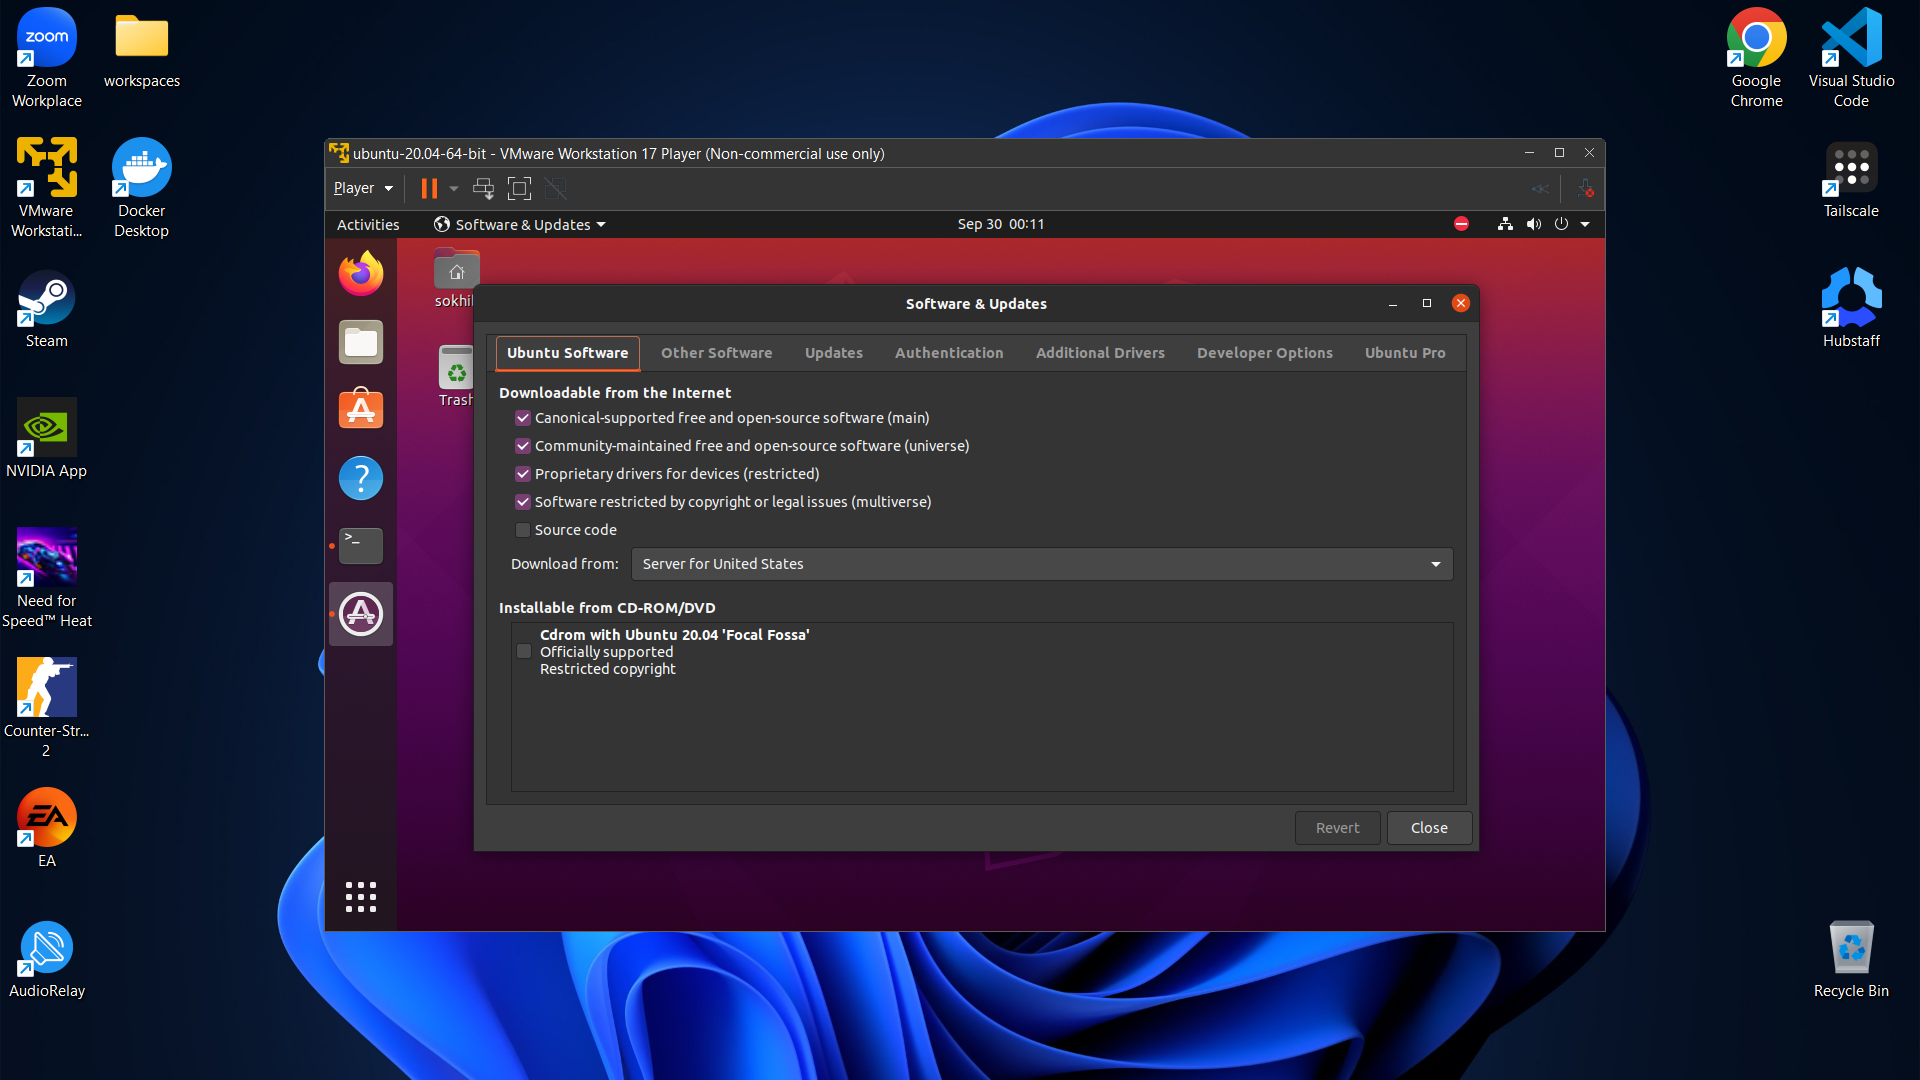 zoom
Zoom
Workplace
workspaces
Google
Chrome
Visual Studio
Code
VMware
Workstati...
Docker
Desktop
Tailscale
Steam
Hubstaff
NVIDIA App
Need for
Speed™ Heat
Counter-Str...
2
EA
EA
AudioRelay
Recycle Bin
ubuntu-20.04-64-bit - VMware Workstation 17 Player (Non-commercial use only)
Player
Activities
Software & Updates
Sep 30 00:11
sokhil
Trash
>_
?
Software & Updates
Ubuntu Software
Other Software
Updates
Authentication
Additional Drivers
Developer Options
Ubuntu Pro
Downloadable from the Internet
Canonical-supported free and open-source software (main)
Community-maintained free and open-source software (universe)
Proprietary drivers for devices (restricted)
Software restricted by copyright or legal issues (multiverse)
Source code
Download from: Server for United States
Installable from CD-ROM/DVD
Cdrom with Ubuntu 20.04 'Focal Fossa'
Officially supported
Restricted copyright
Revert
Close